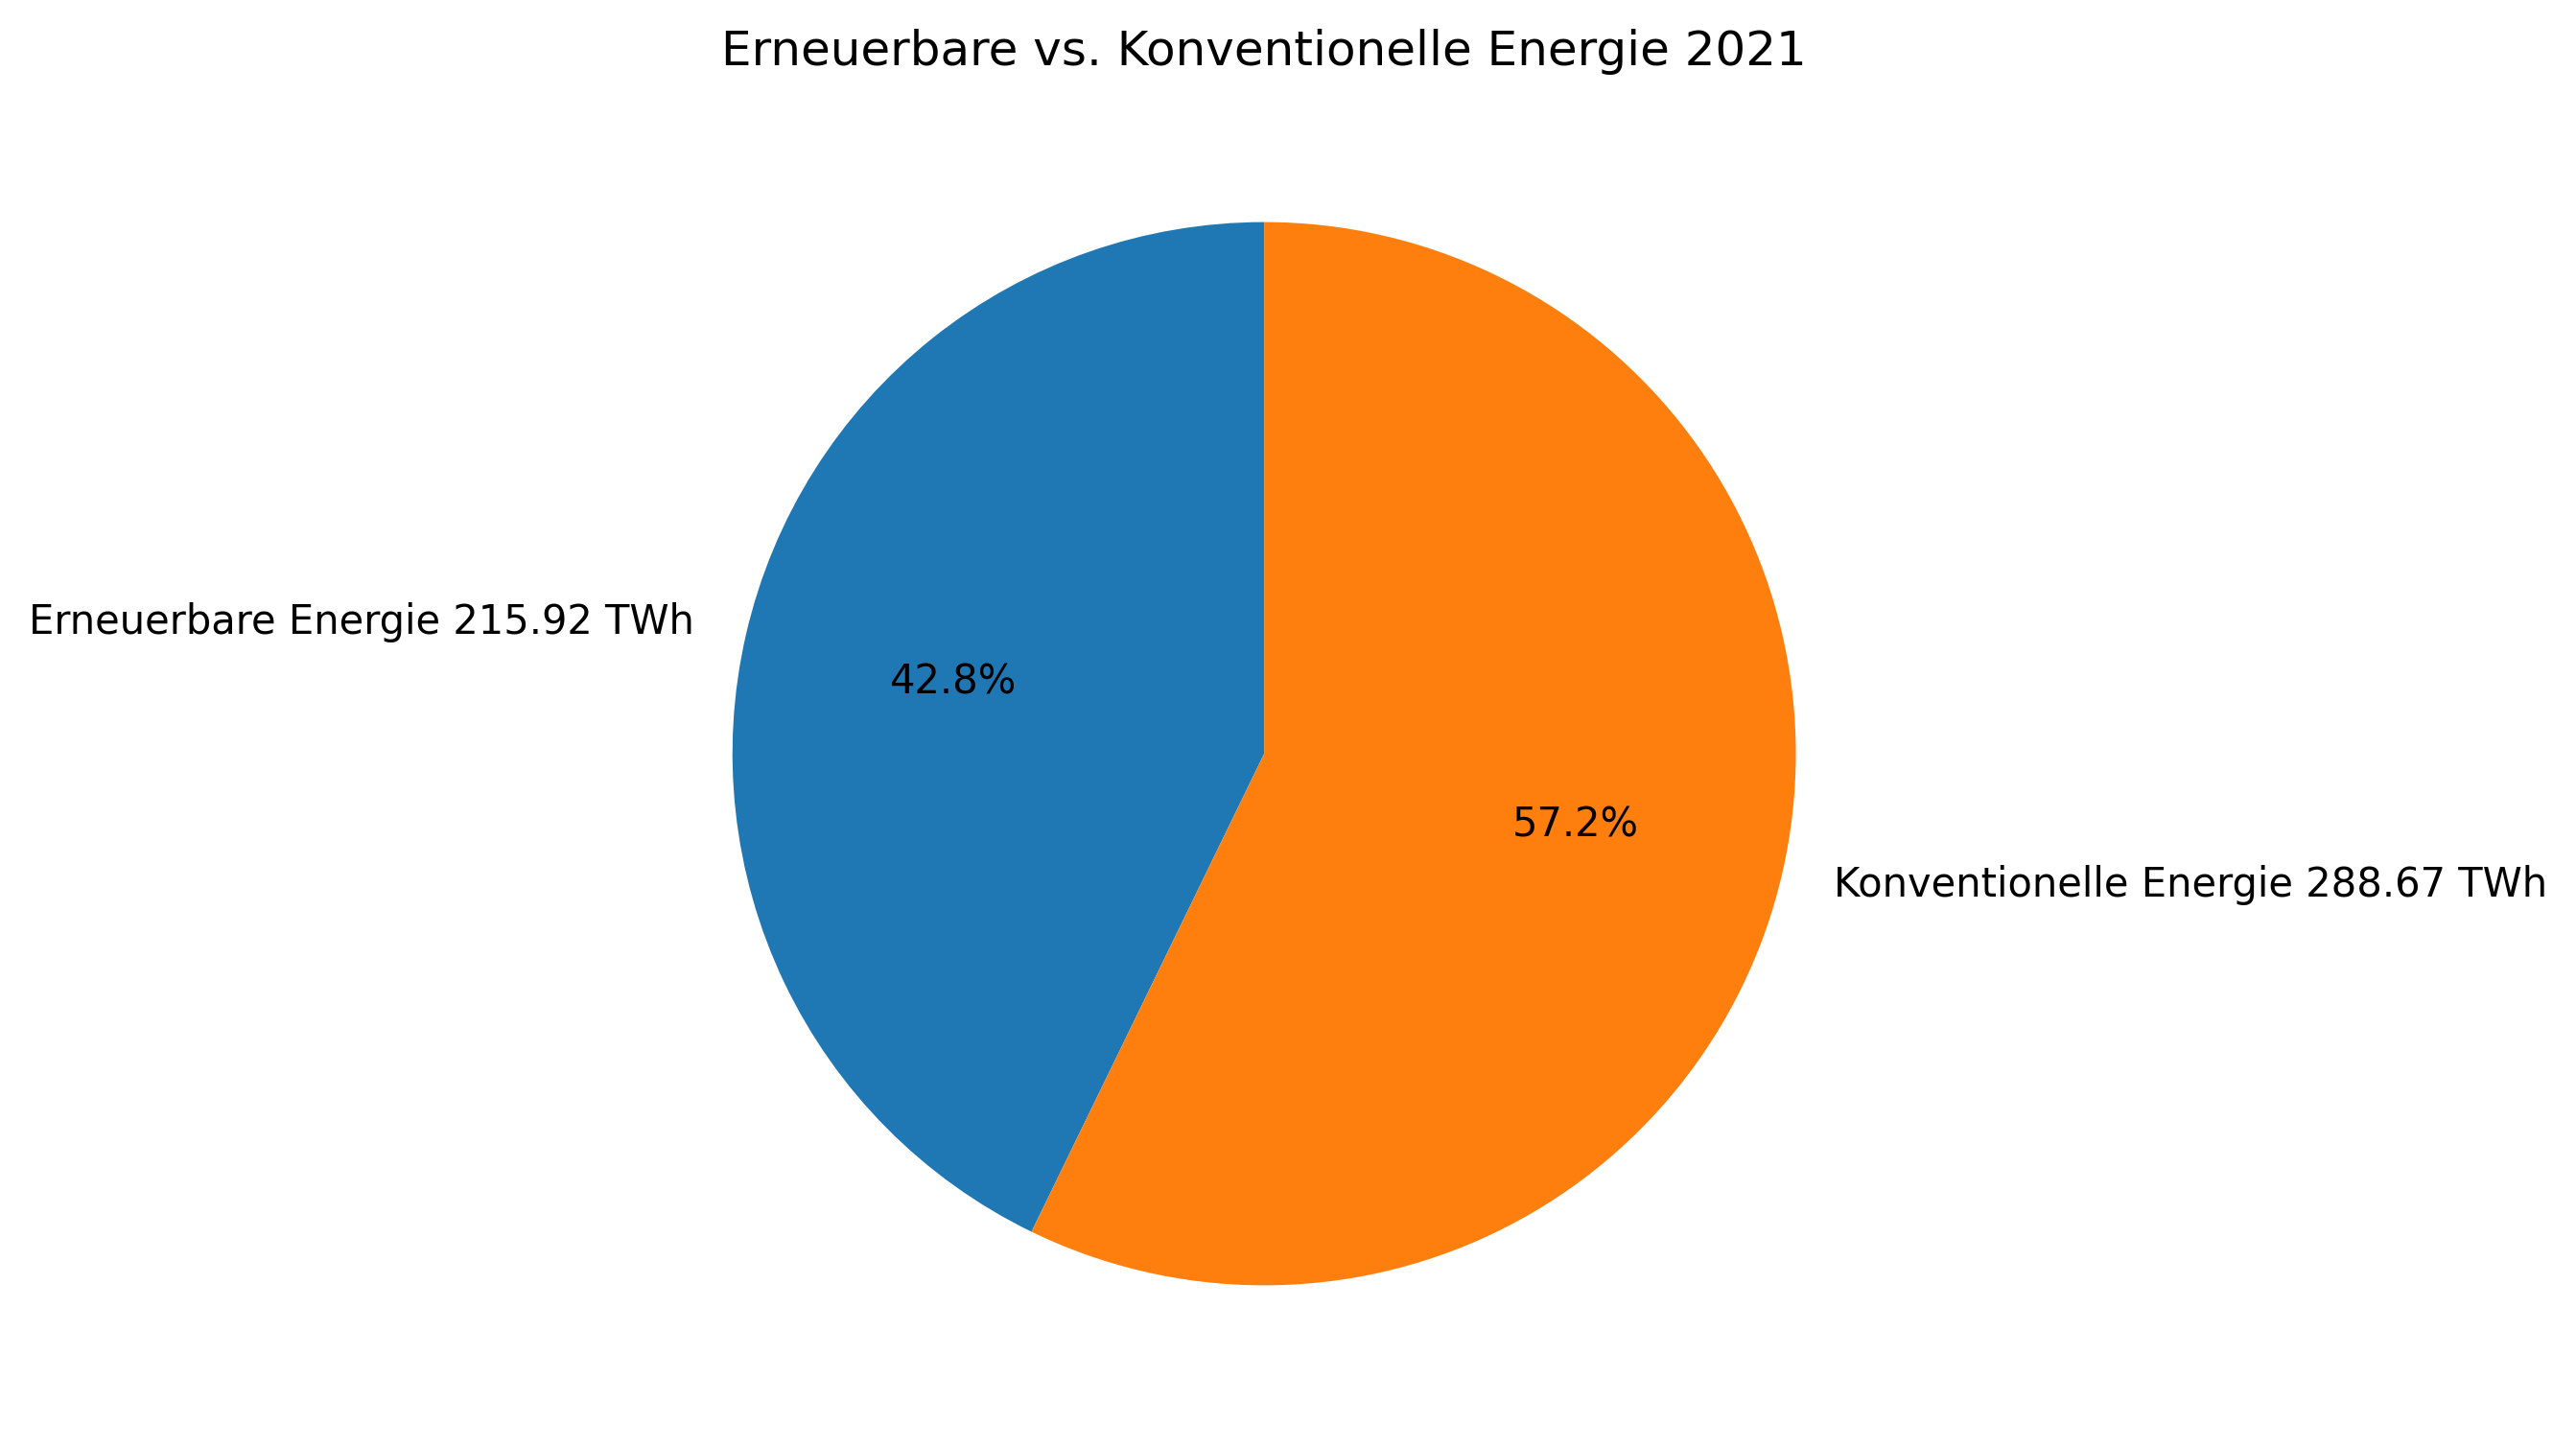 Erneuerbare vs. Konventionelle Energie 2021
Erneuerbare Energie 215.92 TWh
42.8%
57.2%
Konventionelle Energie 288.67 TWh